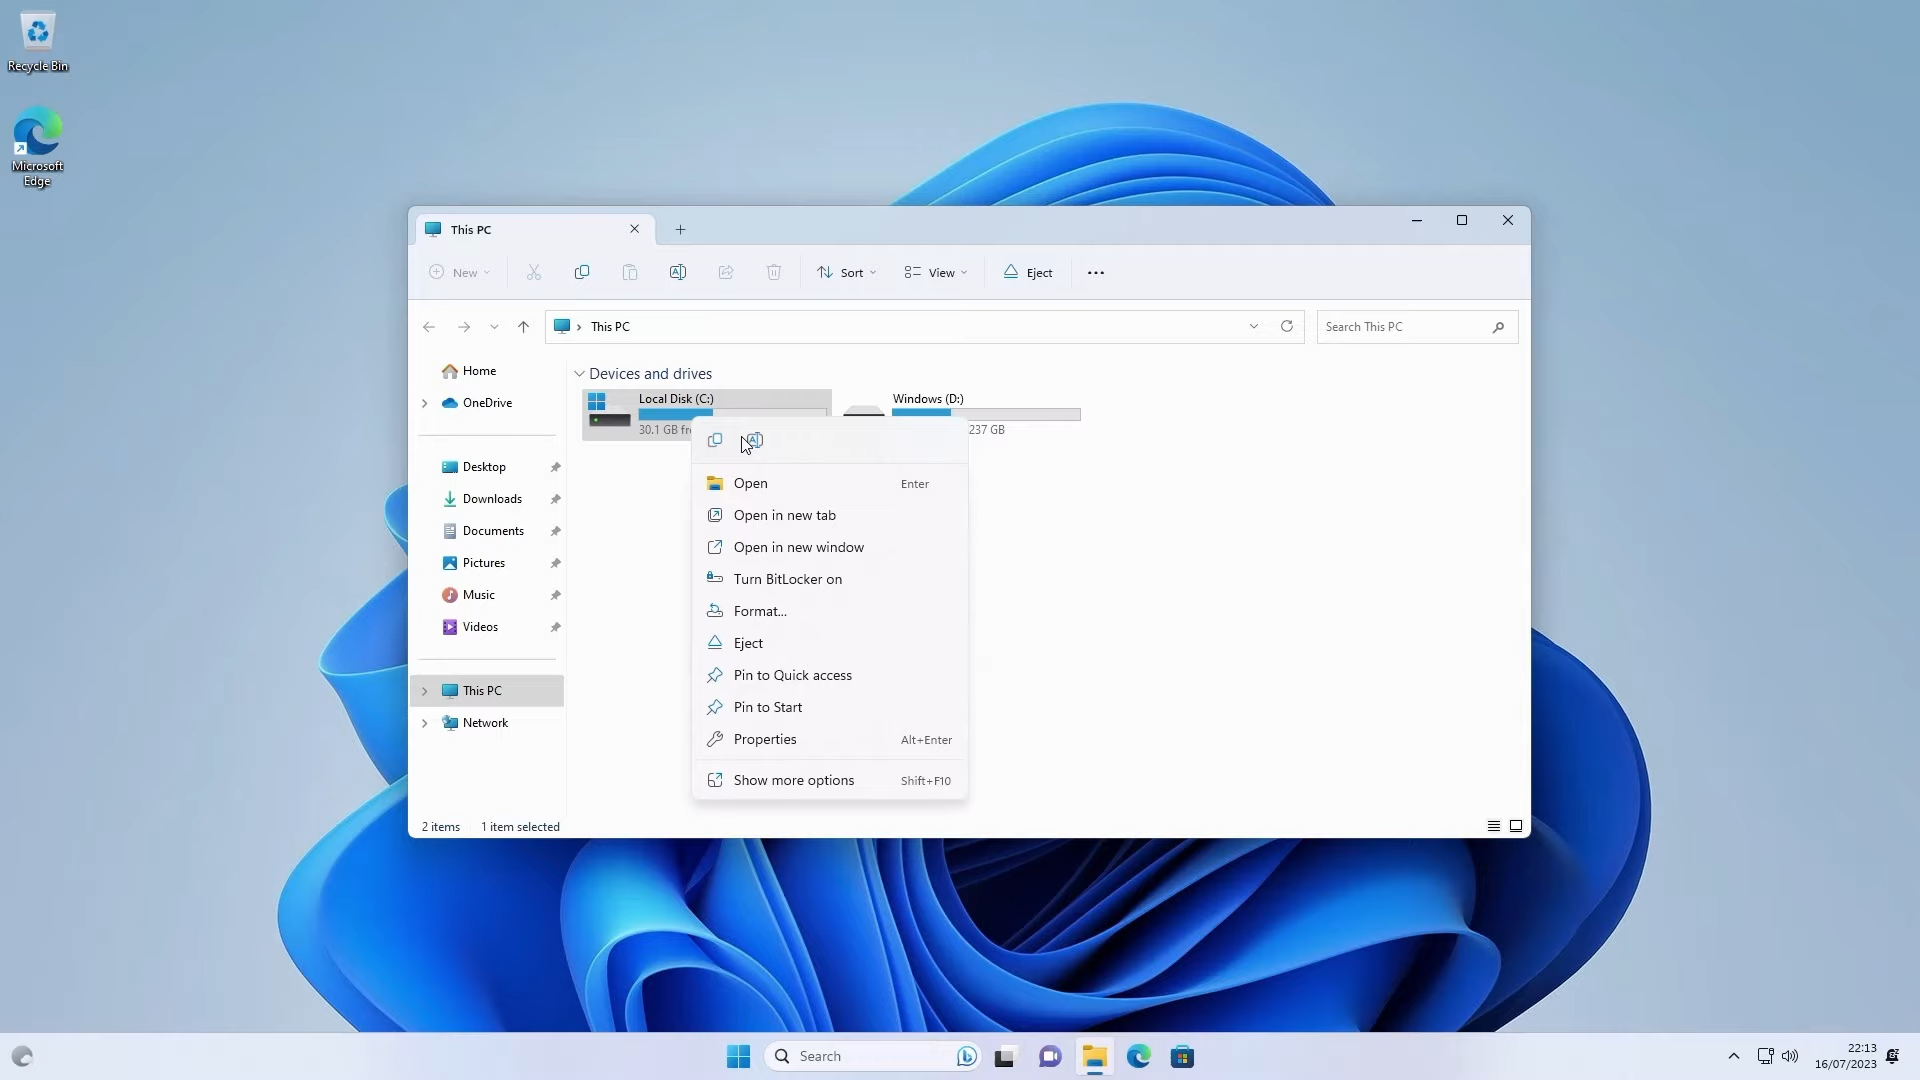 Recycle Bin
Microsoft
Edge
This PC
New
Sort
View
Eject
This PC
Search This PC
Home
OneDrive
Desktop
Downloads
Documents
Pictures
Music
Videos
This PC
Network
Devices and drives
Local Disk (C:)
30.1 GB
Windows (D:)
237 GB
Open Enter
Open in new tab
Open in new window
Turn BitLocker on
Format...
Eject
Pin to Quick access
Pin to Start
Properties Alt+Enter
Show more options Shift+F10
2 items 1 item selected
Search
22:13
16/07/2023